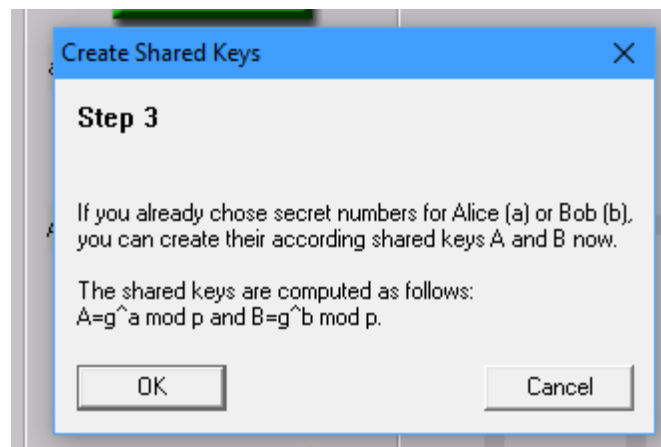 Create Shared Keys
Step 3
If you already chose secret numbers for Alice (a) or Bob (b),
you can create their according shared keys A and B now.
The shared keys are computed as follows:
A=g^a mod p and B=g^b mod p.
OK
Cancel